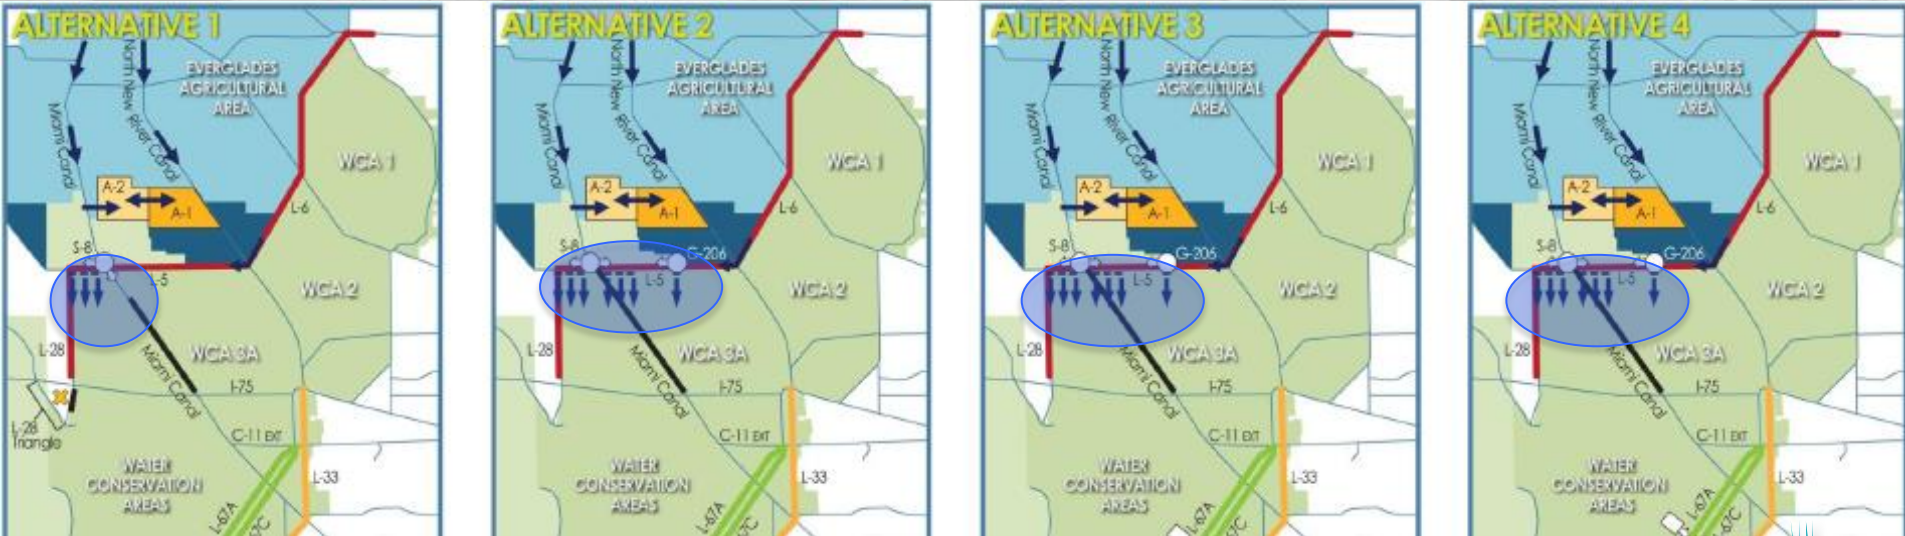 ALTERNATIVE 1
North New River Canal
EVERGLADES
AGRICULTURAL
AREA
Miami Canal
WCA 1
A-2
A-1
L-6
S-8
L-5
WCA 2
L-28
WCA 3A
Miami Canal
I-75
L-28
Triangle
C-11 EXT
WATER
CONSERVATION
AREAS
L-33
L-67A
67C
ALTERNATIVE 2
North New River Canal
EVERGLADES
AGRICULTURAL
AREA
Miami Canal
WCA 1
A-2
A-1
L-6
S-8
G-206
L-5
WCA 2
L-28
WCA 3A
Miami Canal
I-75
C-11 EXT
WATER
CONSERVATION
AREAS
L-33
L-67A
67C
ALTERNATIVE 3
North New River Canal
EVERGLADES
AGRICULTURAL
AREA
Miami Canal
WCA 1
A-2
A-1
L-6
S-8
G-206
L-5
WCA 2
L-28
WCA 3A
Miami Canal
I-75
C-11 EXT
WATER
CONSERVATION
AREAS
L-33
L-67A
67C
ALTERNATIVE 4
North New River Canal
EVERGLADES
AGRICULTURAL
AREA
Miami Canal
WCA 1
A-2
A-1
L-6
S-8
G-206
L-5
WCA 2
L-28
WCA 3A
Miami Canal
I-75
C-11 EXT
WATER
CONSERVATION
AREAS
L-33
L-67A
L-67C